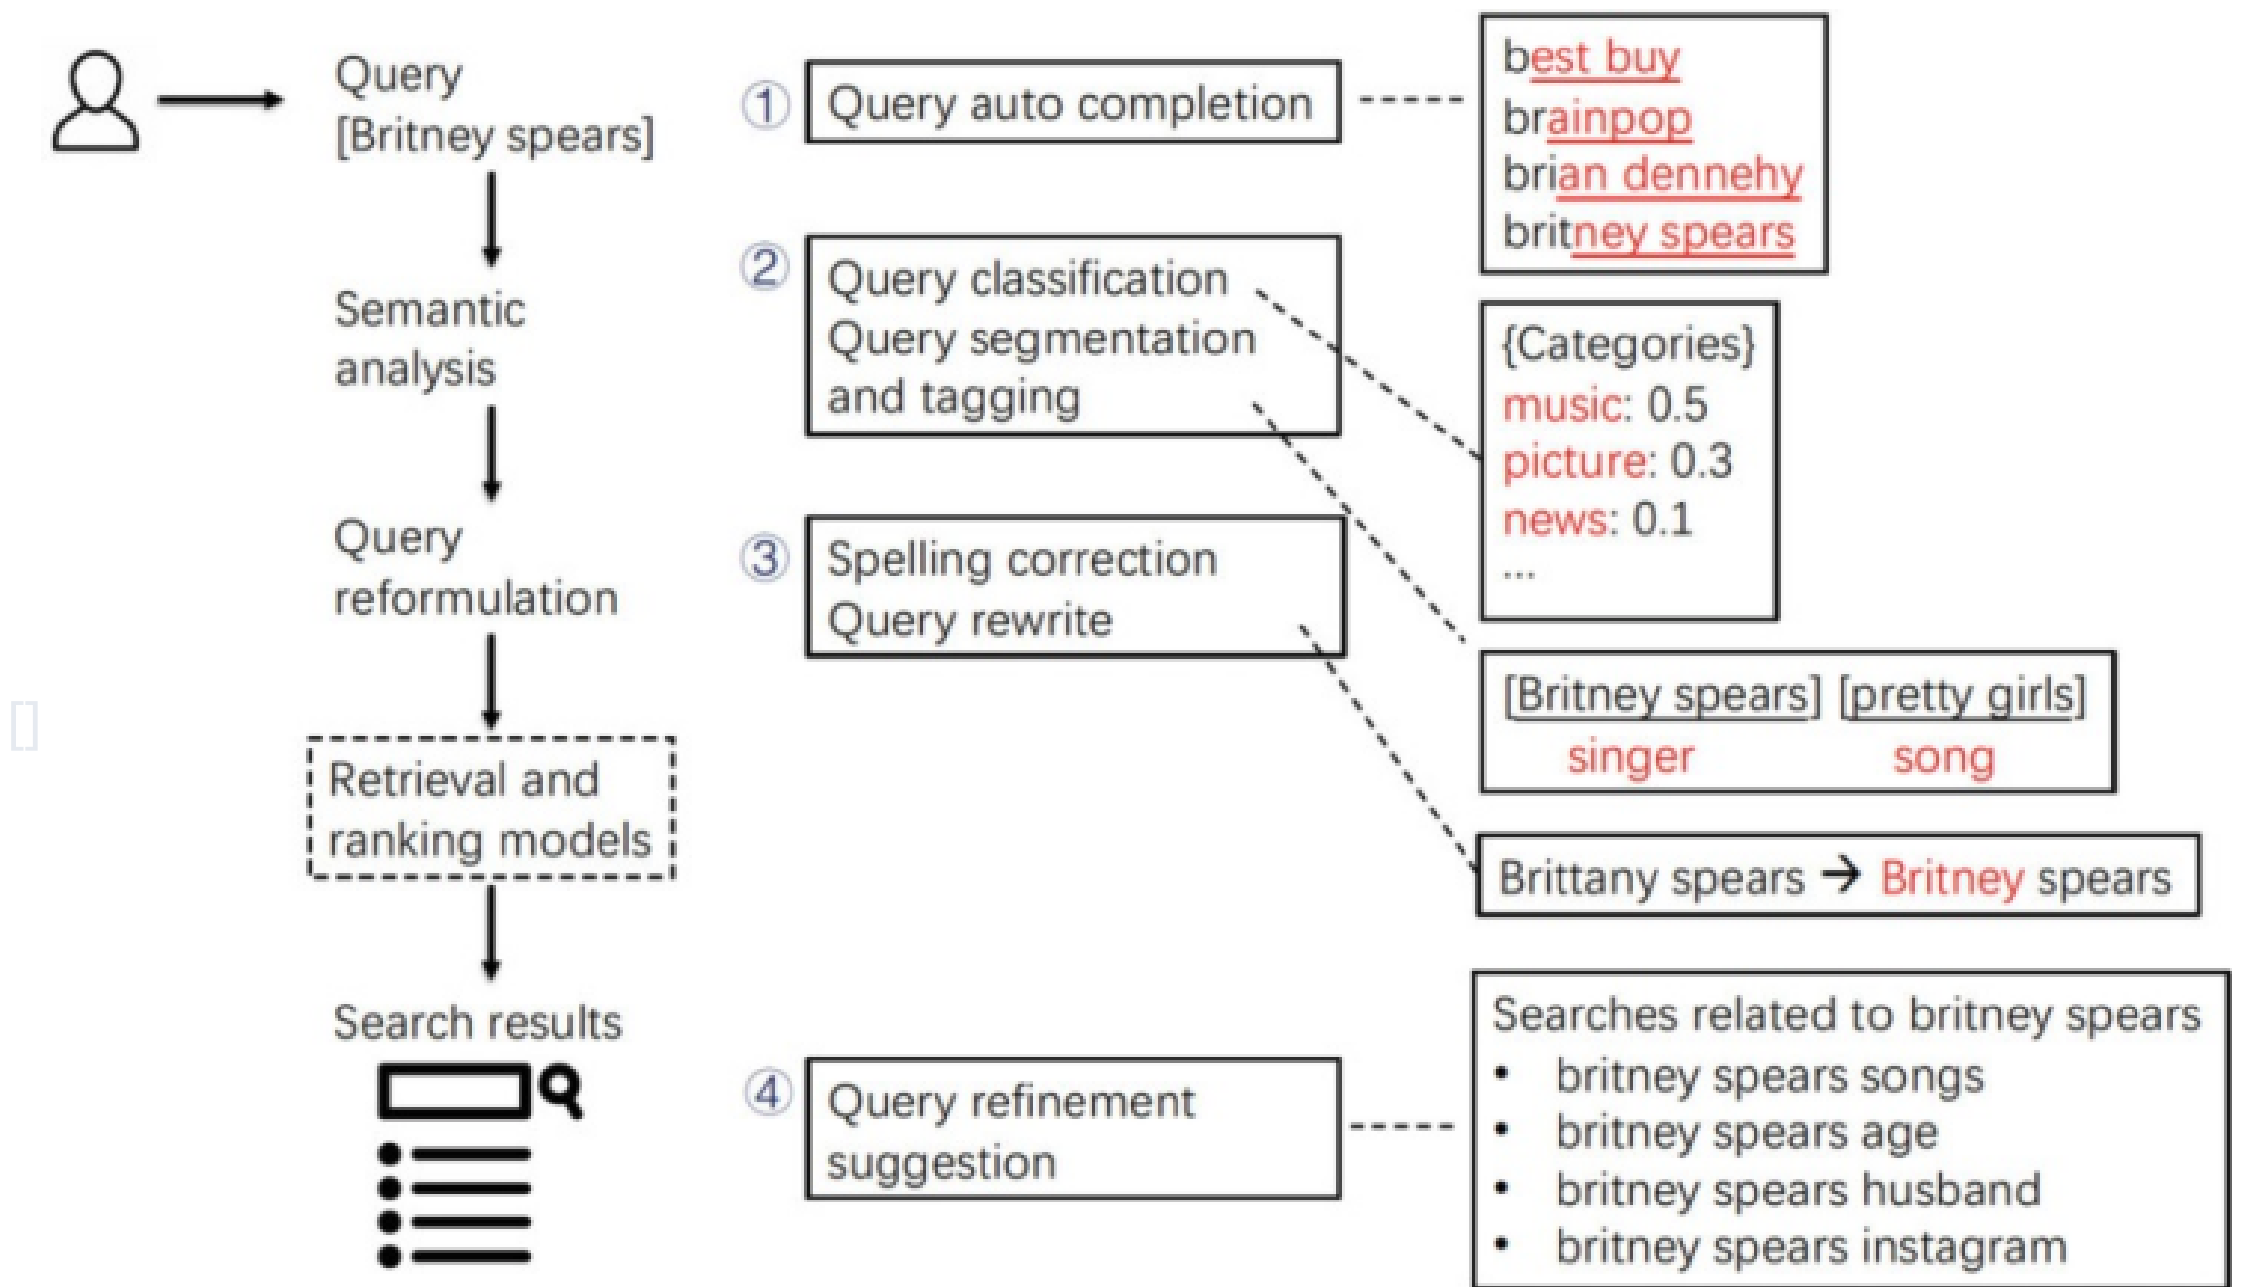 Query
[Britney spears]
Semantic
analysis
Query
reformulation
Retrieval and
ranking models
Search results
① Query auto completion
best buy
brainpop
brian dennehy
britney spears
② Query classification
Query segmentation
and tagging
{Categories}
music: 0.5
picture: 0.3
news: 0.1
...
[Britney spears] [pretty girls]
singer song
③ Spelling correction
Query rewrite
Brittany spears → Britney spears
④ Query refinement
suggestion
Searches related to britney spears
• britney spears songs
• britney spears age
• britney spears husband
• britney spears instagram